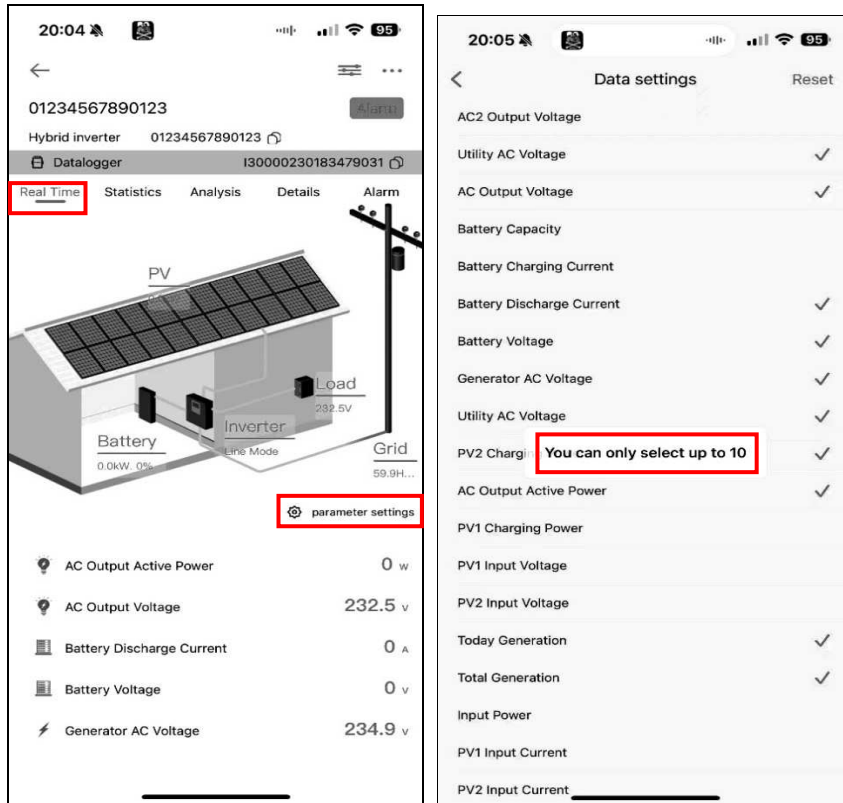 20:04
95
01234567890123
Alarm
Hybrid inverter 01234567890123
Datalogger I30000230183479031
Real Time Statistics Analysis Details Alarm
PV
Load
232.5V
Inverter
Line Mode
Battery
0.0kW. 0%
Grid
59.9H...
parameter settings
AC Output Active Power 0 W
AC Output Voltage 232.5 V
Battery Discharge Current 0 A
Battery Voltage 0 V
Generator AC Voltage 234.9 V
20:05
95
Data settings Reset
AC2 Output Voltage
Utility AC Voltage
AC Output Voltage
Battery Capacity
Battery Charging Current
Battery Discharge Current
Battery Voltage
Generator AC Voltage
Utility AC Voltage
PV2 Chargin
You can only select up to 10
AC Output Active Power
PV1 Charging Power
PV1 Input Voltage
PV2 Input Voltage
Today Generation
Total Generation
Input Power
PV1 Input Current
PV2 Input Current